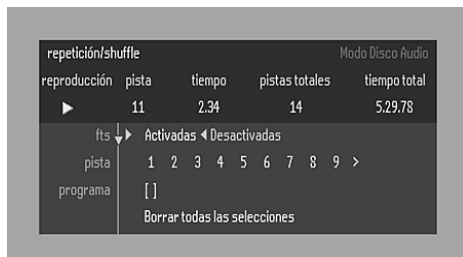 repetición/shuffle Modo Disco Audio
reproducción pista tiempo pistas totales tiempo total
11 2.34 14 5.29.78
fts Activadas Desactivadas
pista 1 2 3 4 5 6 7 8 9 >
programa [ ]
Borrar todas las selecciones